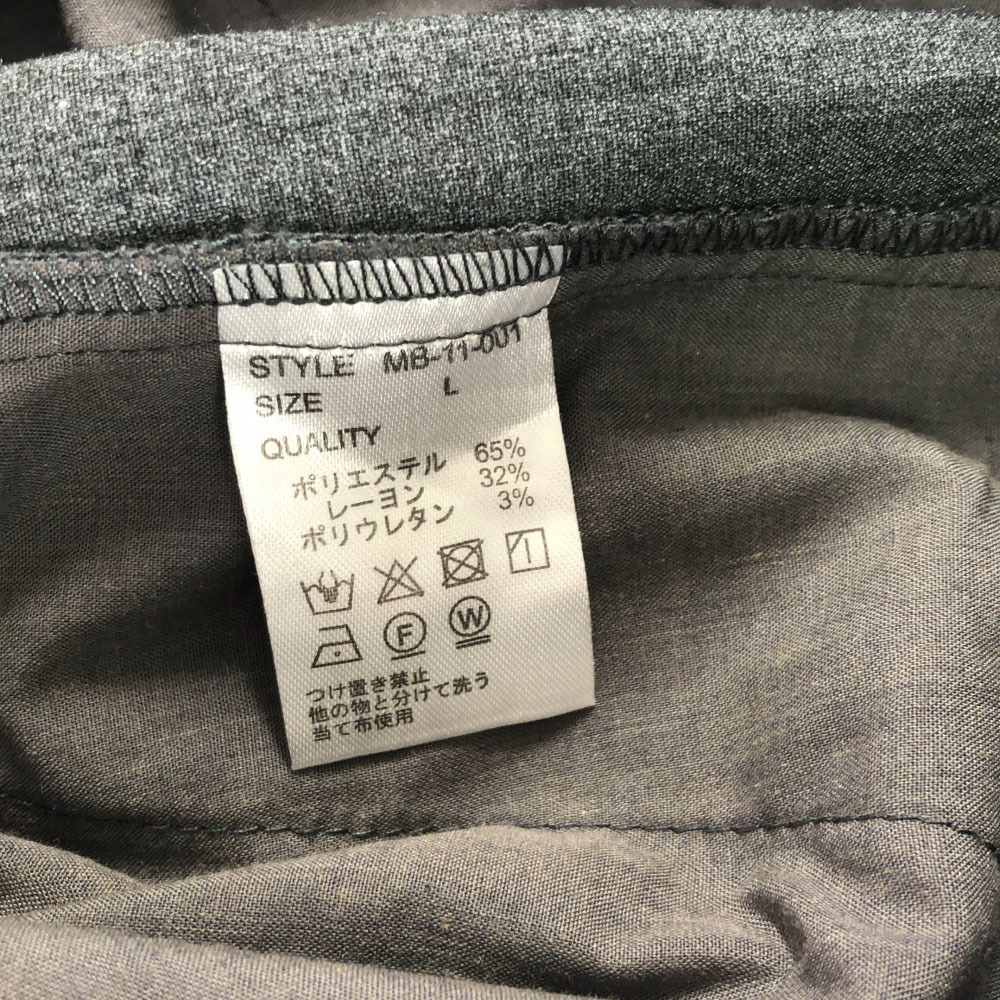 STYLE MB-11-001
SIZE L
QUALITY
ポリエステル 65%
レーヨン 32%
ポリウレタン 3%
F W
つけ置き禁止
他の物と分けて洗う
当て布使用